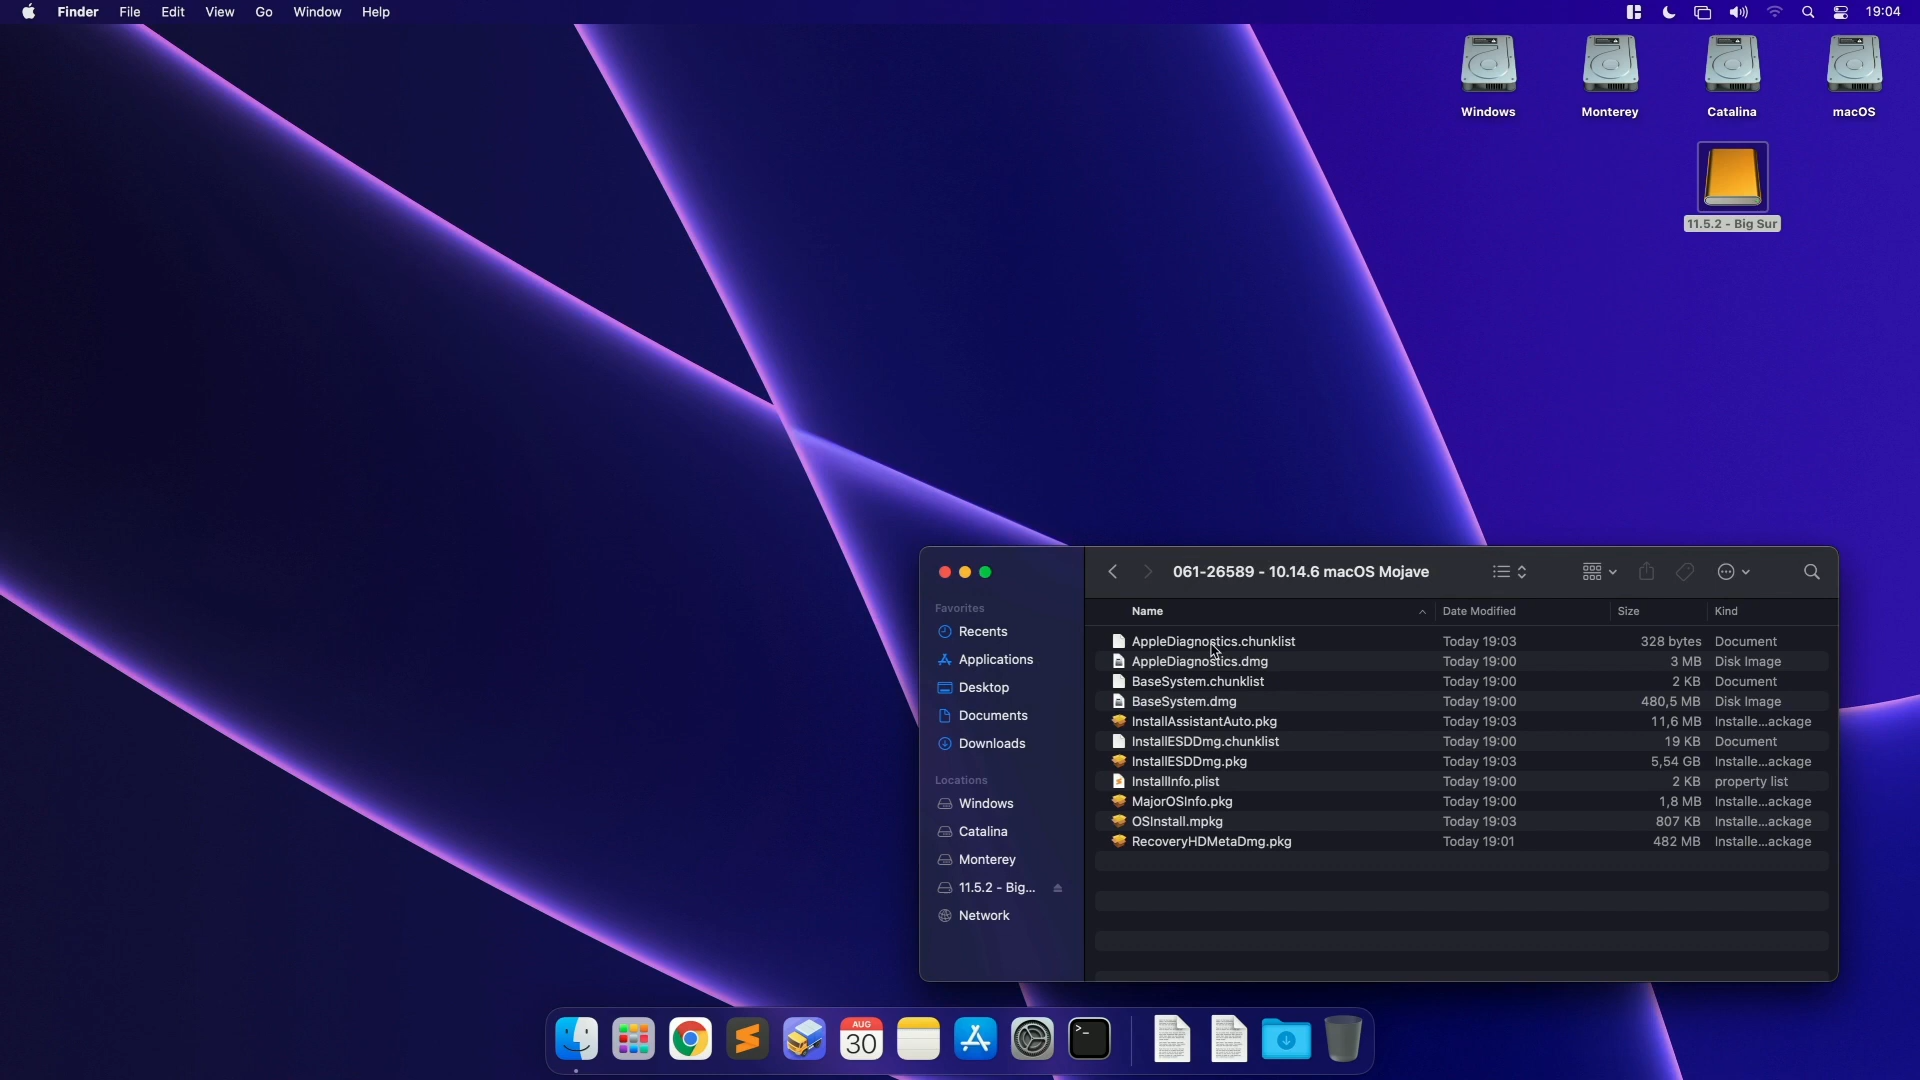 Finder File Edit View Go Window Help 19:04
Windows Monterey Catalina macOS
11.5.2 - Big Sur
061-26589 - 10.14.6 macOS Mojave
Favorites
Recents
Applications
Desktop
Documents
Downloads
Locations
Windows
Catalina
Monterey
11.5.2 - Big...
Network
Name Date Modified Size Kind
AppleDiagnostics.chunklist Today 19:03 328 bytes Document
AppleDiagnostics.dmg Today 19:00 3 MB Disk Image
BaseSystem.chunklist Today 19:00 2 KB Document
BaseSystem.dmg Today 19:00 480,5 MB Disk Image
InstallAssistantAuto.pkg Today 19:03 11,6 MB Installe...ackage
InstallESDDmg.chunklist Today 19:00 19 KB Document
InstallESDDmg.pkg Today 19:03 5,54 GB Installe...ackage
InstallInfo.plist Today 19:00 2 KB property list
MajorOSInfo.pkg Today 19:00 1,8 MB Installe...ackage
OSInstall.mpkg Today 19:03 807 KB Installe...ackage
RecoveryHDMetaDmg.pkg Today 19:01 482 MB Installe...ackage
AUG
30
>_